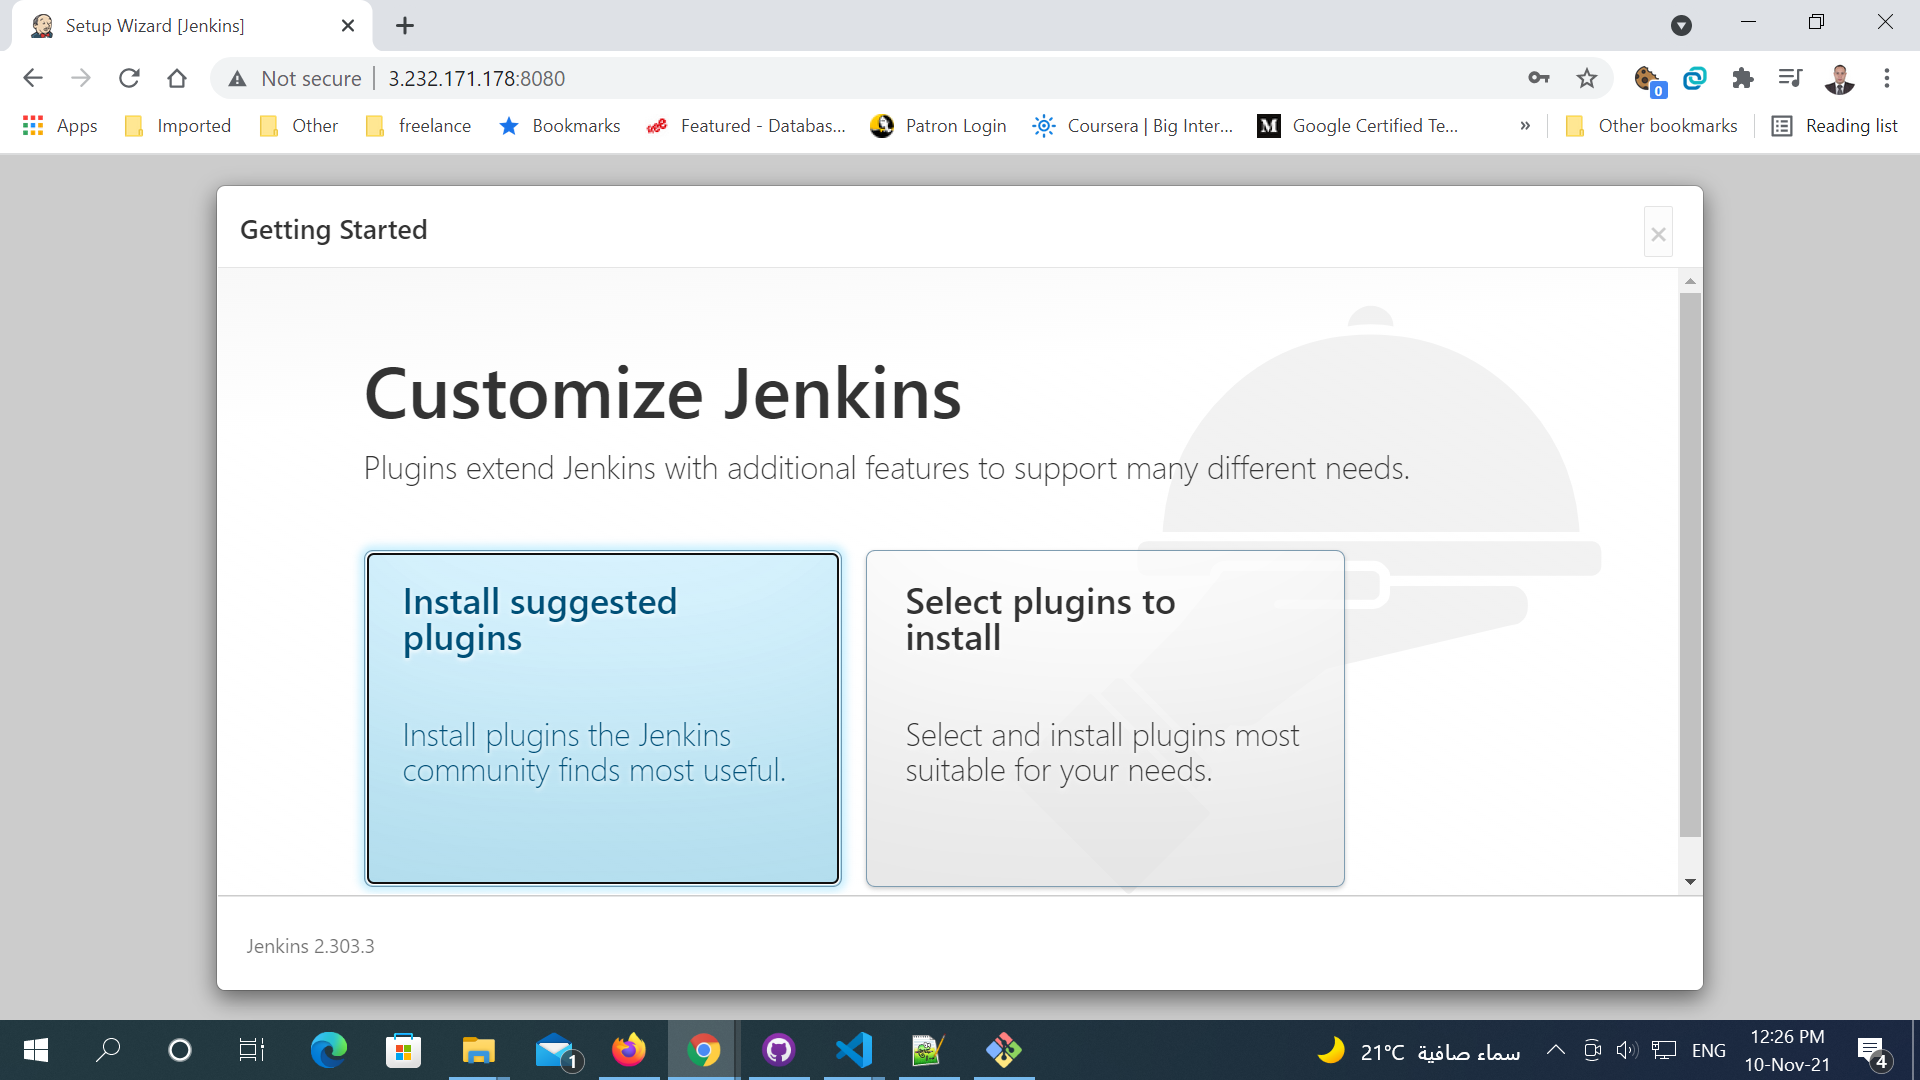 Setup Wizard [Jenkins]
Not secure
3.232.171.178:8080
0
Apps
Imported
Other
freelance
Bookmarks
Featured - Databas...
Patron Login
Coursera | Big Inter...
M
Google Certified Te...
»
Other bookmarks
Reading list
Getting Started
×
Customize Jenkins
Plugins extend Jenkins with additional features to support many different needs.
Install suggested
plugins
Install plugins the Jenkins
community finds most useful.
Select plugins to
install
Select and install plugins most
suitable for your needs.
Jenkins 2.303.3
1
21°C سماء صافية
ENG
12:26 PM
10-Nov-21
4